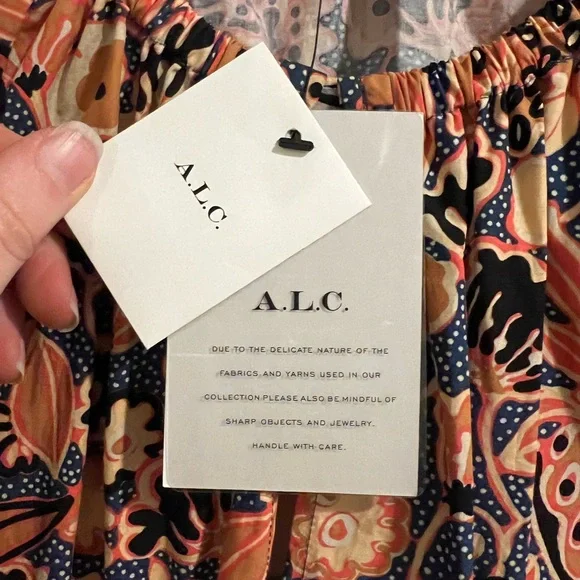 A.L.C.
A.L.C.
DUE TO THE DELICATE NATURE OF THE
FABRICS AND YARNS USED IN OUR
COLLECTION PLEASE ALSO BE MINDFUL OF
SHARP OBJECTS AND JEWELRY.
HANDLE WITH CARE.